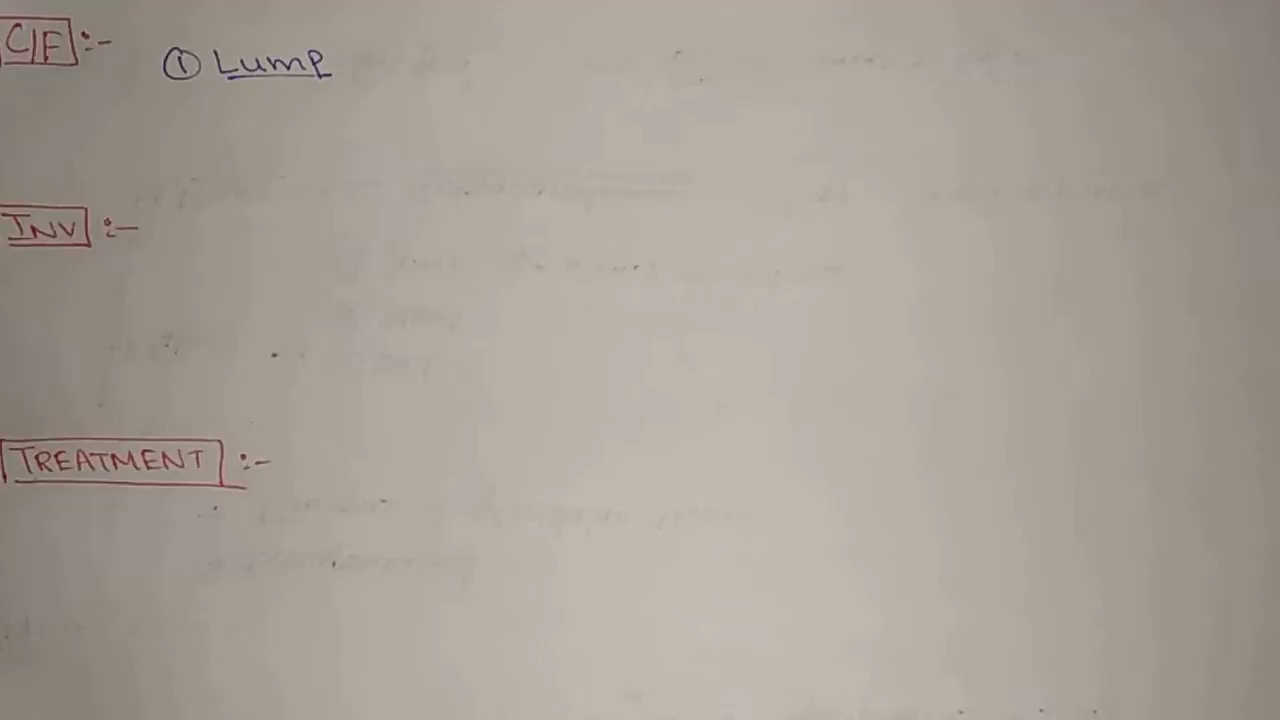 C/F :- ① Lump
INV :-
TREATMENT :-